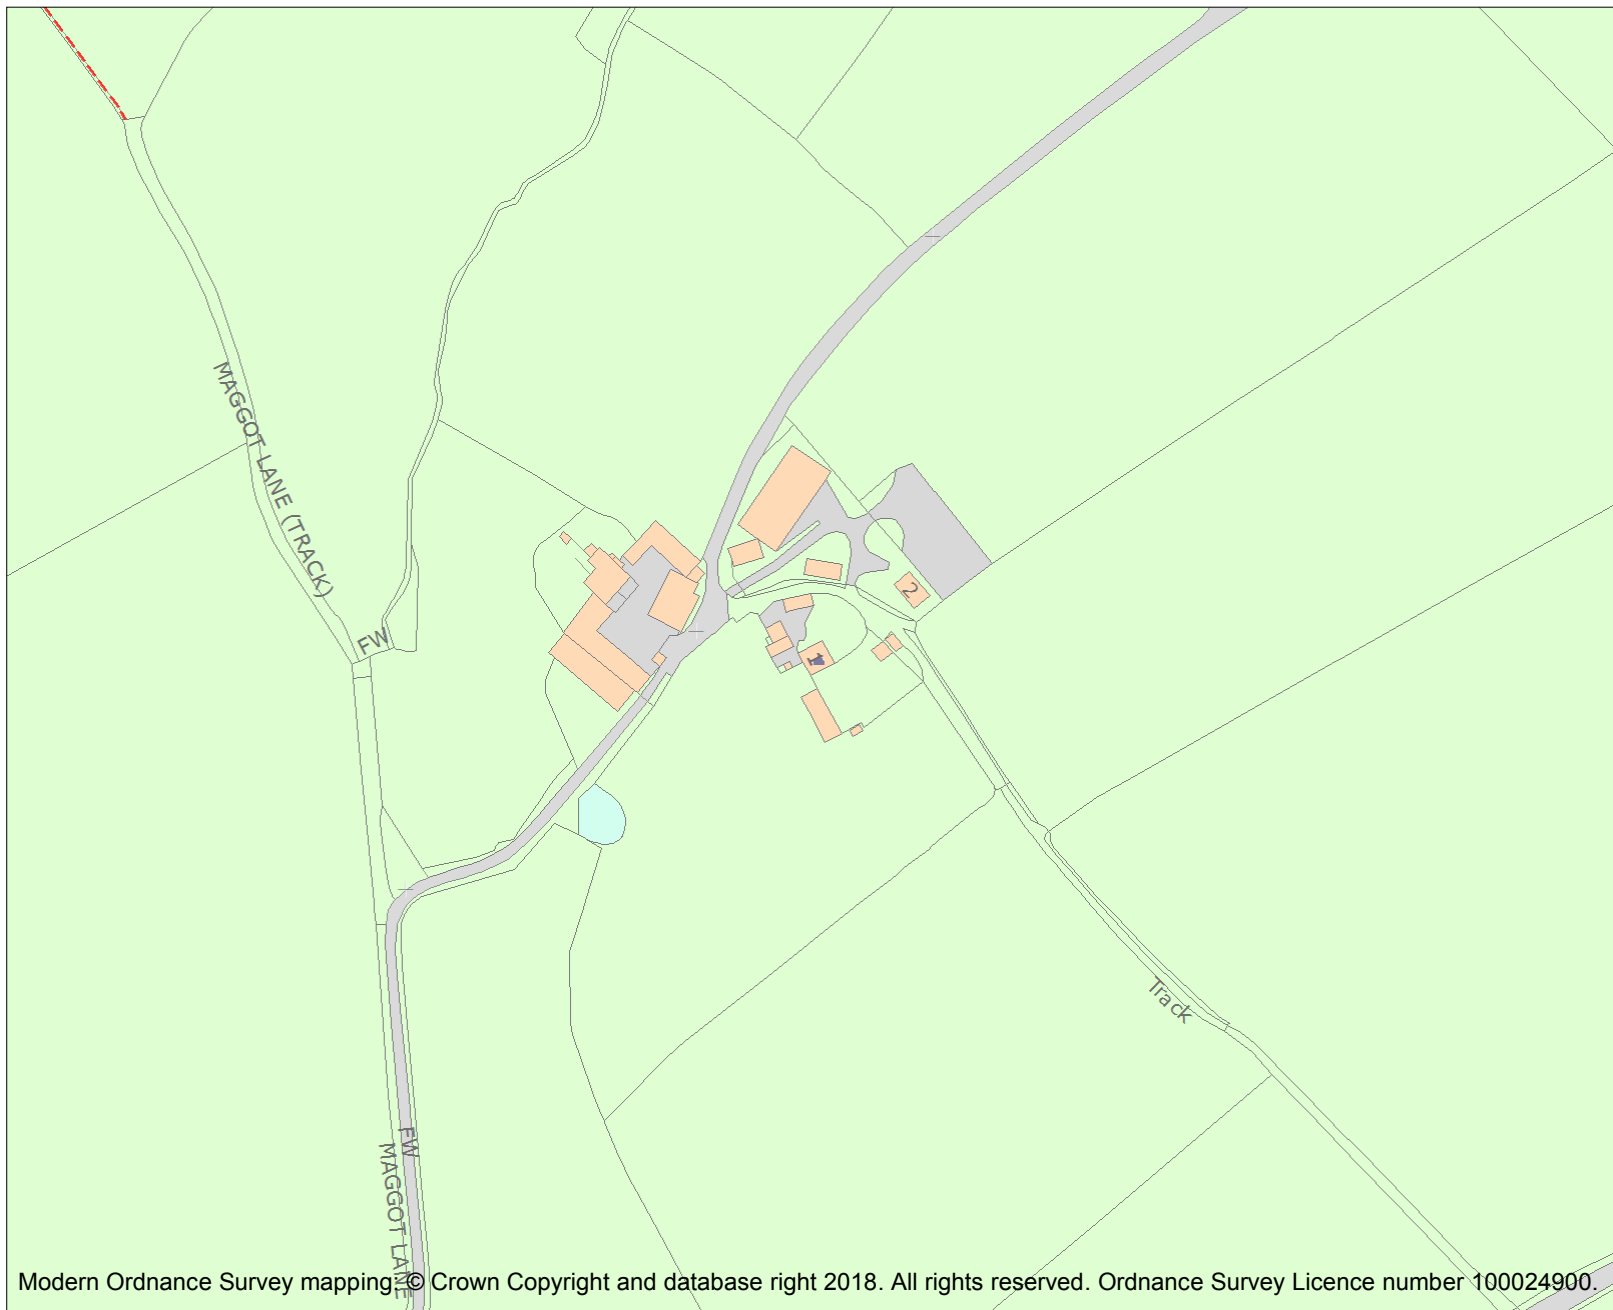 MAGGOT LANE (TRACK)
FW
2
1
Track
FW
MAGGOT LANE
Modern Ordnance Survey mapping: © Crown Copyright and database right 2018. All rights reserved. Ordnance Survey Licence number 100024900.